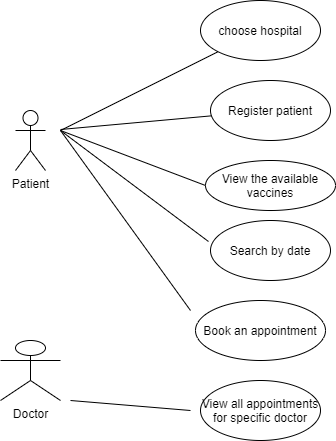 choose hospital
Register patient
Patient
View the available
vaccines
Search by date
Book an appointment
Doctor
View all appointments
for specific doctor